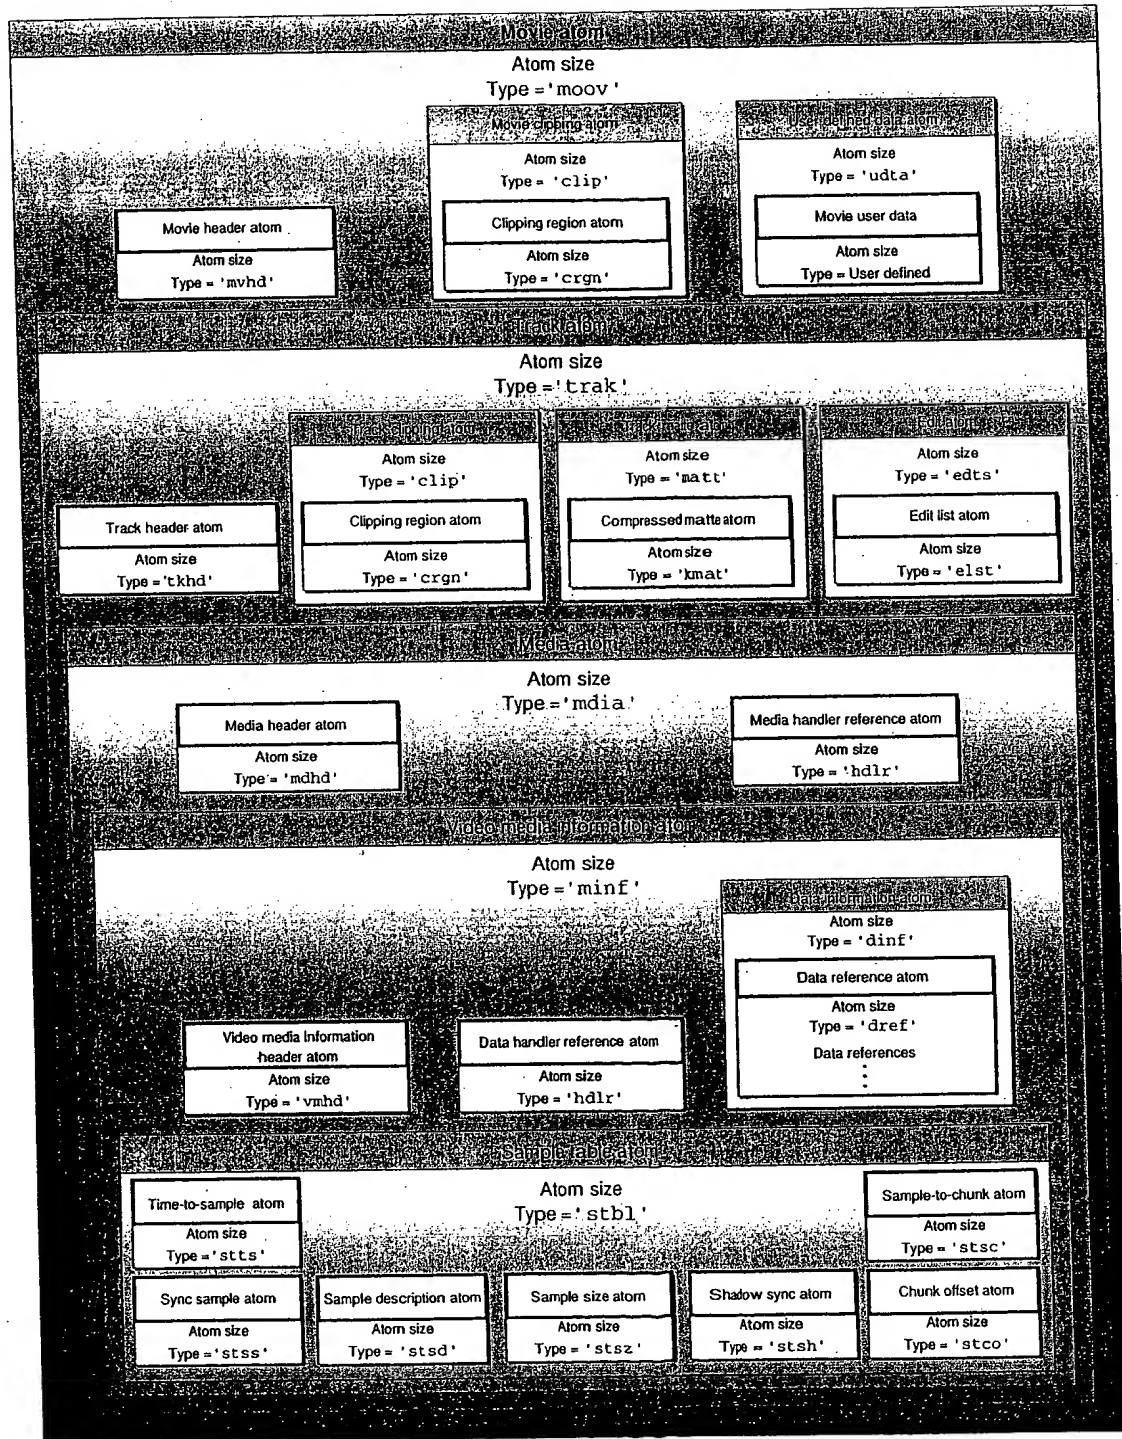 Movie atom
Atom size
Type = 'moov'
Movie clipping atom
Atom size
Type = 'clip'
Clipping region atom
Atom size
Type = 'crgn'
User defined data atom
Atom size
Type = 'udta'
Movie user data
Atom size
Type = User defined
Movie header atom
Atom size
Type = 'mvhd'
Track atom
Atom size
Type = 'trak'
Track header atom
Atom size
Type = 'tkhd'
Track clipping atom
Atom size
Type = 'clip'
Clipping region atom
Atom size
Type = 'crgn'
atom
Atom size
Type = 'matt'
Compressed matte atom
Atom size
Type = 'kmat'
Edit atom
Atom size
Type = 'edts'
Edit list atom
Atom size
Type = 'elst'
Media atom
Atom size
Type = 'mdia'
Media header atom
Atom size
Type = 'mdhd'
Media handler reference atom
Atom size
Type = 'hdlr'
Video media information atom
Atom size
Type = 'minf'
Data information atom
Atom size
Type = 'dinf'
Data reference atom
Atom size
Type = 'dref'
Data references
Video media Information
header atom
Atom size
Type = 'vmhd'
Data handler reference atom
Atom size
Type = 'hdlr'
Sample table atom
Atom size
Type = 'stbl'
Time-to-sample atom
Atom size
Type = 'stts'
Sample-to-chunk atom
Atom size
Type = 'stsc'
Sync sample atom
Atom size
Type = 'stss'
Sample description atom
Atom size
Type = 'stsd'
Sample size atom
Atom size
Type = 'stsz'
Shadow sync atom
Atom size
Type = 'stsh'
Chunk offset atom
Atom size
Type = 'stco'